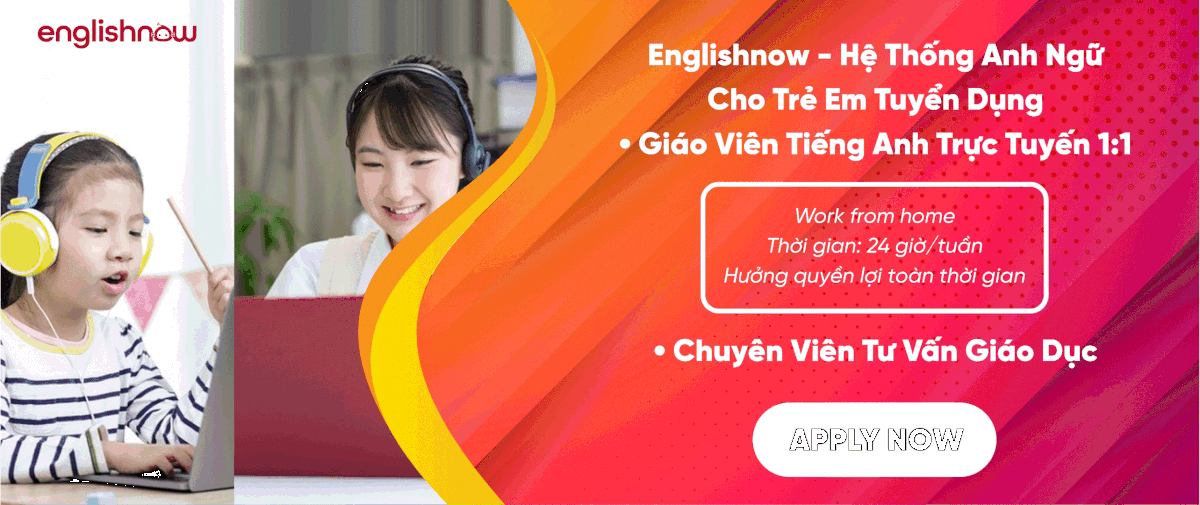 englishnow
Englishnow - Hệ Thống Anh Ngữ
Cho Trẻ Em Tuyển Dụng
• Giáo Viên Tiếng Anh Trực Tuyến 1:1
Work from home
Thời gian: 24 giờ/tuần
Hưởng quyền lợi toàn thời gian
• Chuyên Viên Tư Vấn Giáo Dục
APPLY NOW